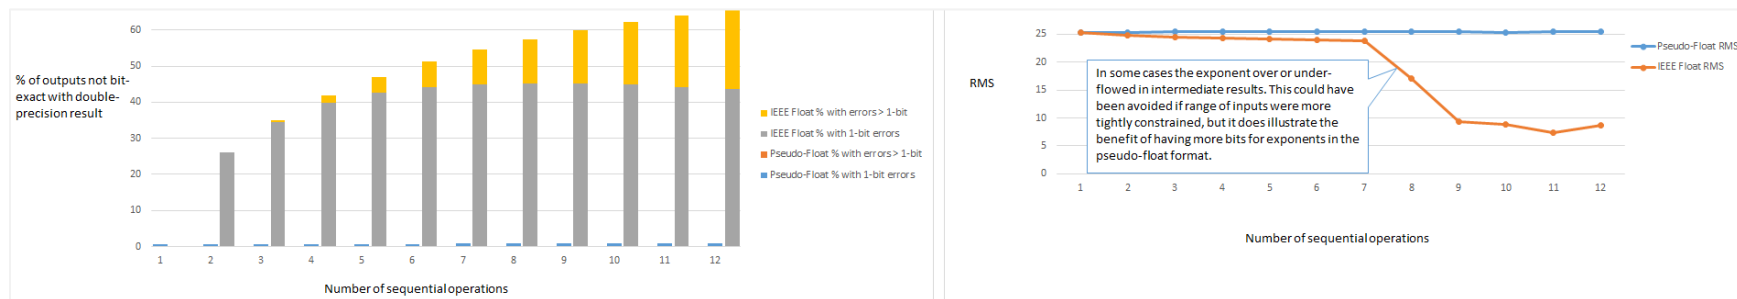 60
50
40
30
20
10
0
% of outputs not bit-
exact with double-
precision result
1 2 3 4 5 6 7 8 9 10 11 12
Number of sequential operations
IEEE Float % with errors > 1-bit
IEEE Float % with 1-bit errors
Pseudo-Float % with errors > 1-bit
Pseudo-Float % with 1-bit errors
RMS
25
20
15
10
5
0
In some cases the exponent over or under-
flowed in intermediate results. This could have
been avoided if range of inputs were more
tightly constrained, but it does illustrate the
benefit of having more bits for exponents in the
pseudo-float format.
1 2 3 4 5 6 7 8 9 10 11 12
Number of sequential operations
Pseudo-Float RMS
IEEE Float RMS